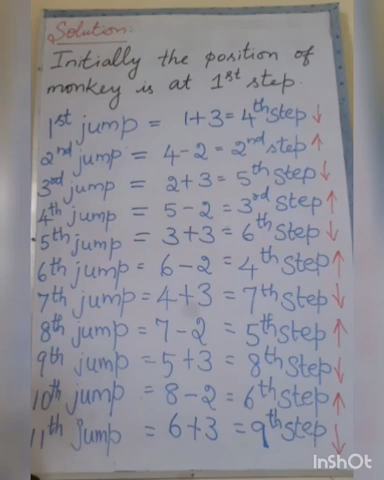 Solution:
Initially the position of
monkey is at 1st step.
1st jump = 1+3 = 4th step ↓
2nd jump = 4-2 = 2nd step ↑
3rd jump = 2+3 = 5th step ↓
4th jump = 5-2 = 3rd step ↑
5th jump = 3+3 = 6th step ↓
6th jump = 6-2 = 4th step ↑
7th jump = 4+3 = 7th step ↓
8th jump = 7-2 = 5th step ↑
9th jump = 5+3 = 8th step ↓
10th jump = 8-2 = 6th step ↑
11th jump = 6+3 = 9th step ↓
InShOt